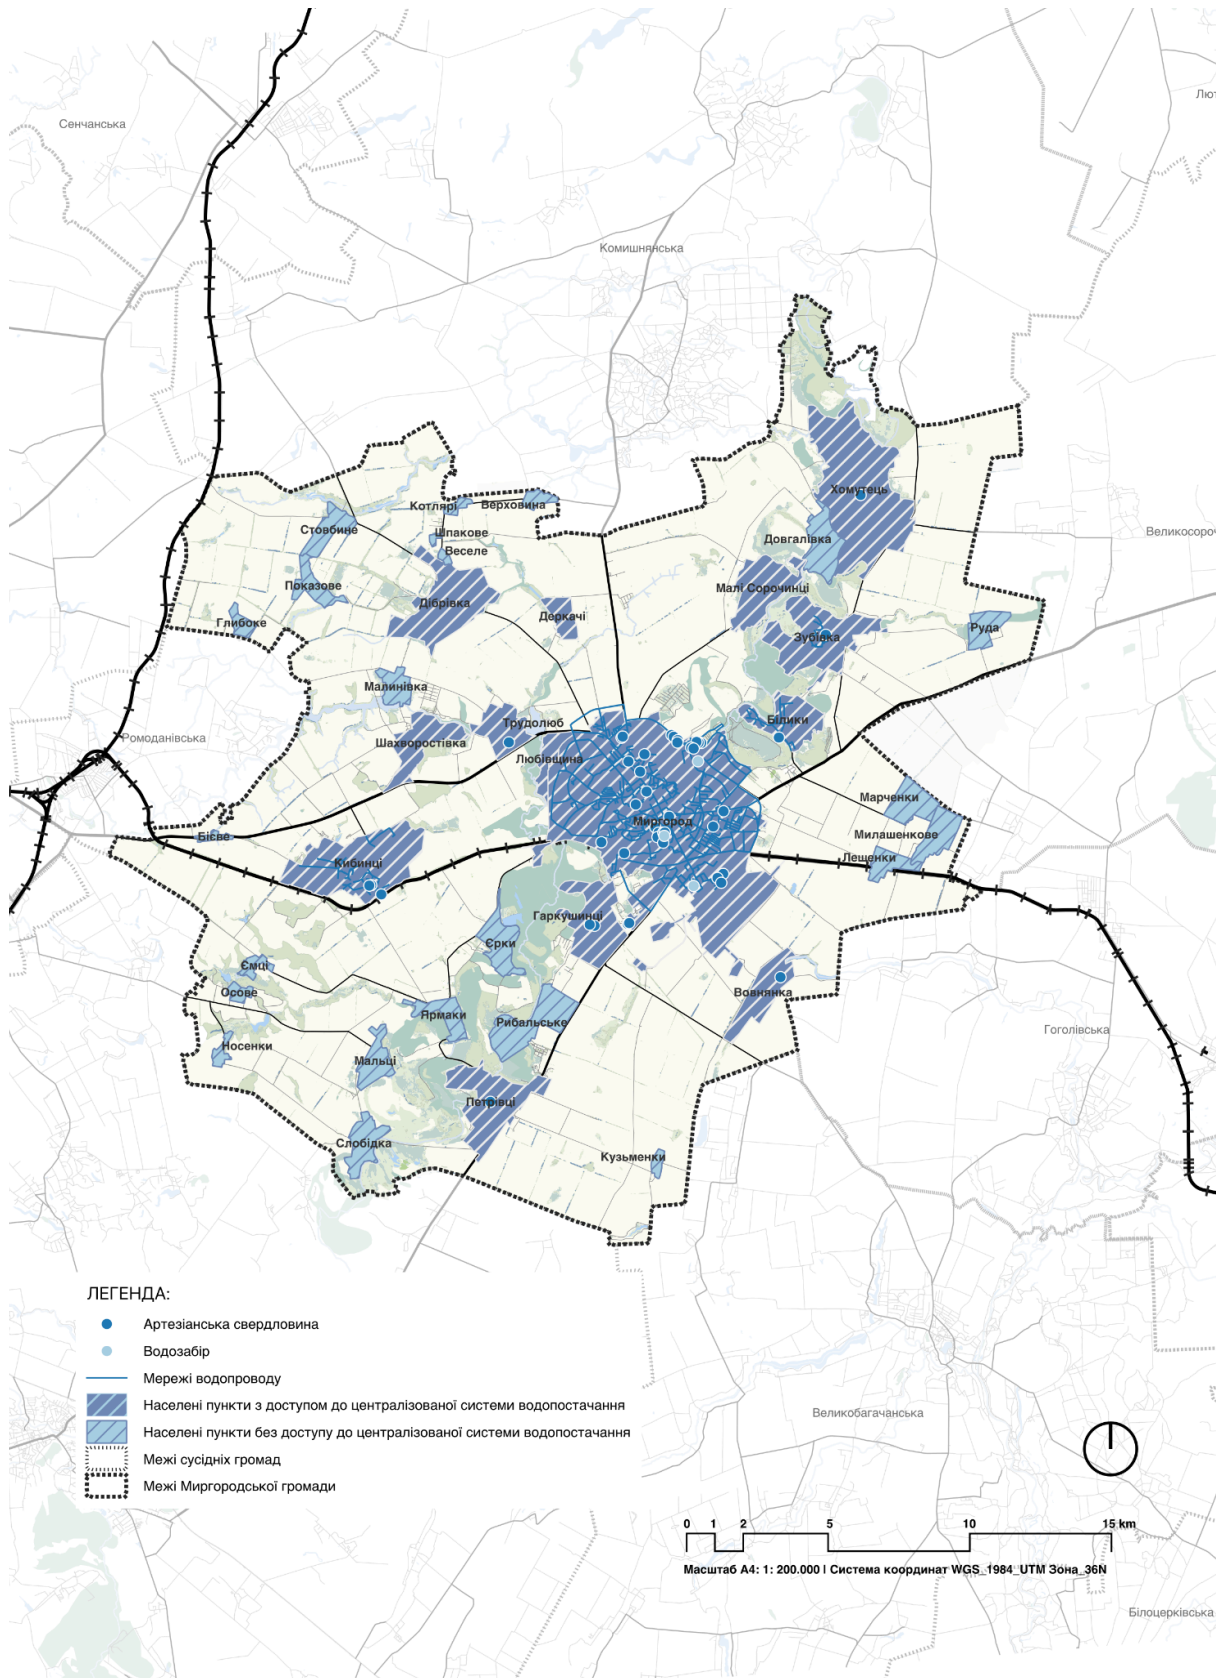 Сенчанська
Лют
Комишнянська
Хомутець
Котлярі
Верховина
Стовбине
Шпакове
Довгалівка
Великосороч
Веселе
Показове
Малі Сорочинці
Дібрівка
Деркачі
Глибоке
Руда
Зубівка
Малинівка
Трудолюб
Білики
Ромоданівська
Шахворостівка
Любівщина
Марченки
Миргород
Милашенкове
Бієве
Лещенки
Кибинці
Гаркушинці
Єрки
Ємці
Осове
Вовнянка
Ярмаки
Рибальське
Гоголівська
Носенки
Мальці
Петрівці
Слобідка
Кузьменки
ЛЕГЕНДА:
Артезіанська свердловина
Водозабір
Мережі водопроводу
Населені пункти з доступом до централізованої системи водопостачання
Населені пункти без доступу до централізованої системи водопостачання
Межі сусідніх громад
Межі Миргородської громади
Великобагачанська
0 1 2 5 10 15 km
Масштаб А4: 1: 200.000 | Система координат WGS_1984_UTM Зона_36N
Білоцерківська